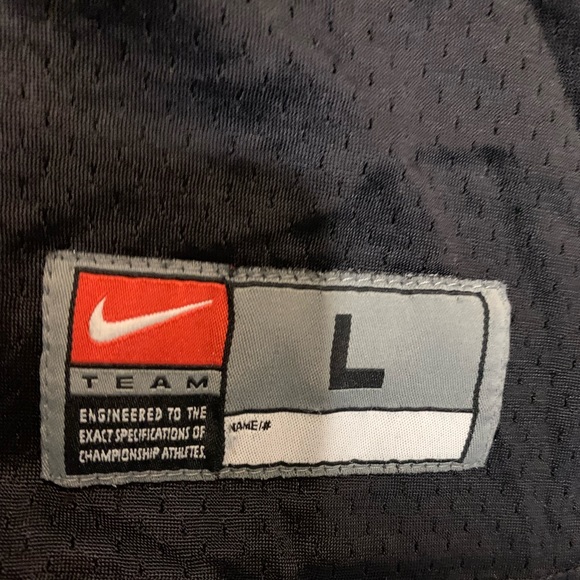 TEAM
ENGINEERED TO THE
EXACT SPECIFICATIONS OF
CHAMPIONSHIP ATHLETES.
L
NAME/#